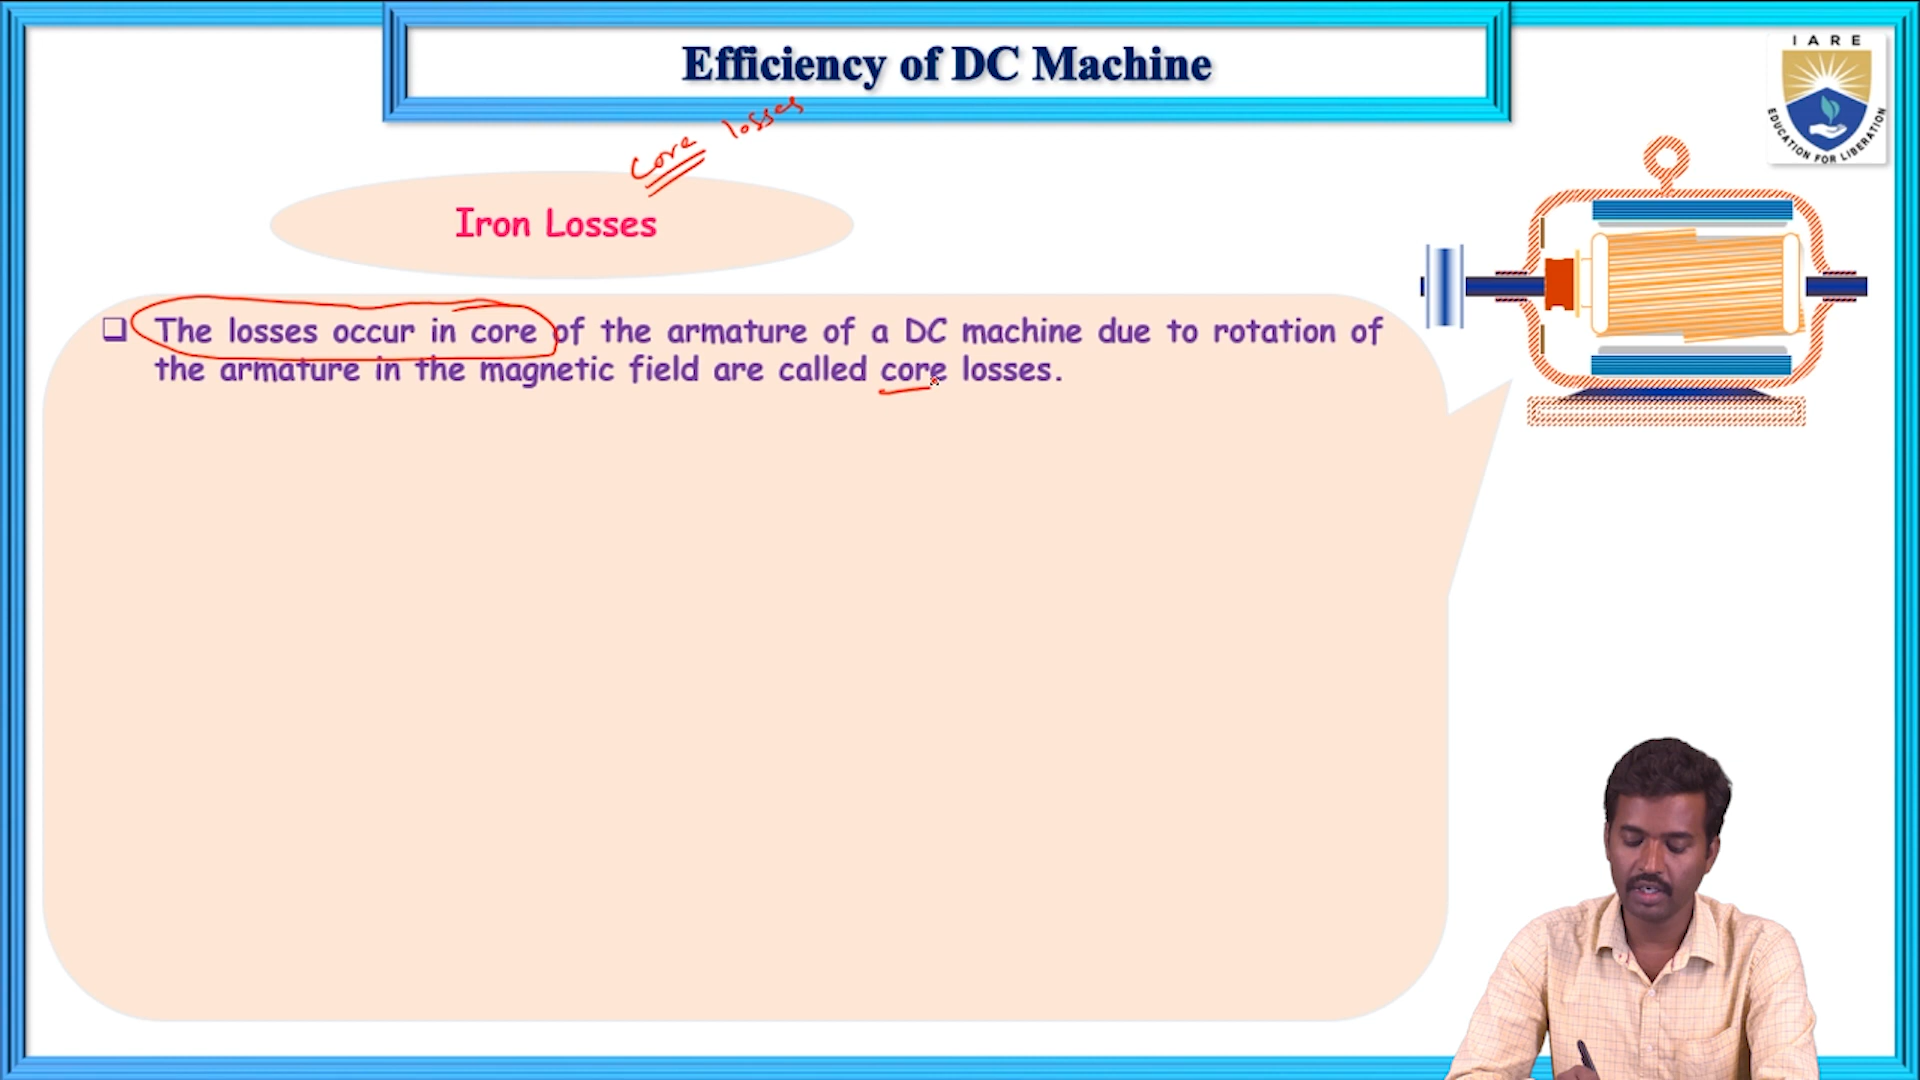 Efficiency of DC Machine
IARE
EDUCATION FOR LIBERATION
Core losses
Iron Losses
❑ The losses occur in core of the armature of a DC machine due to rotation of
the armature in the magnetic field are called core losses.